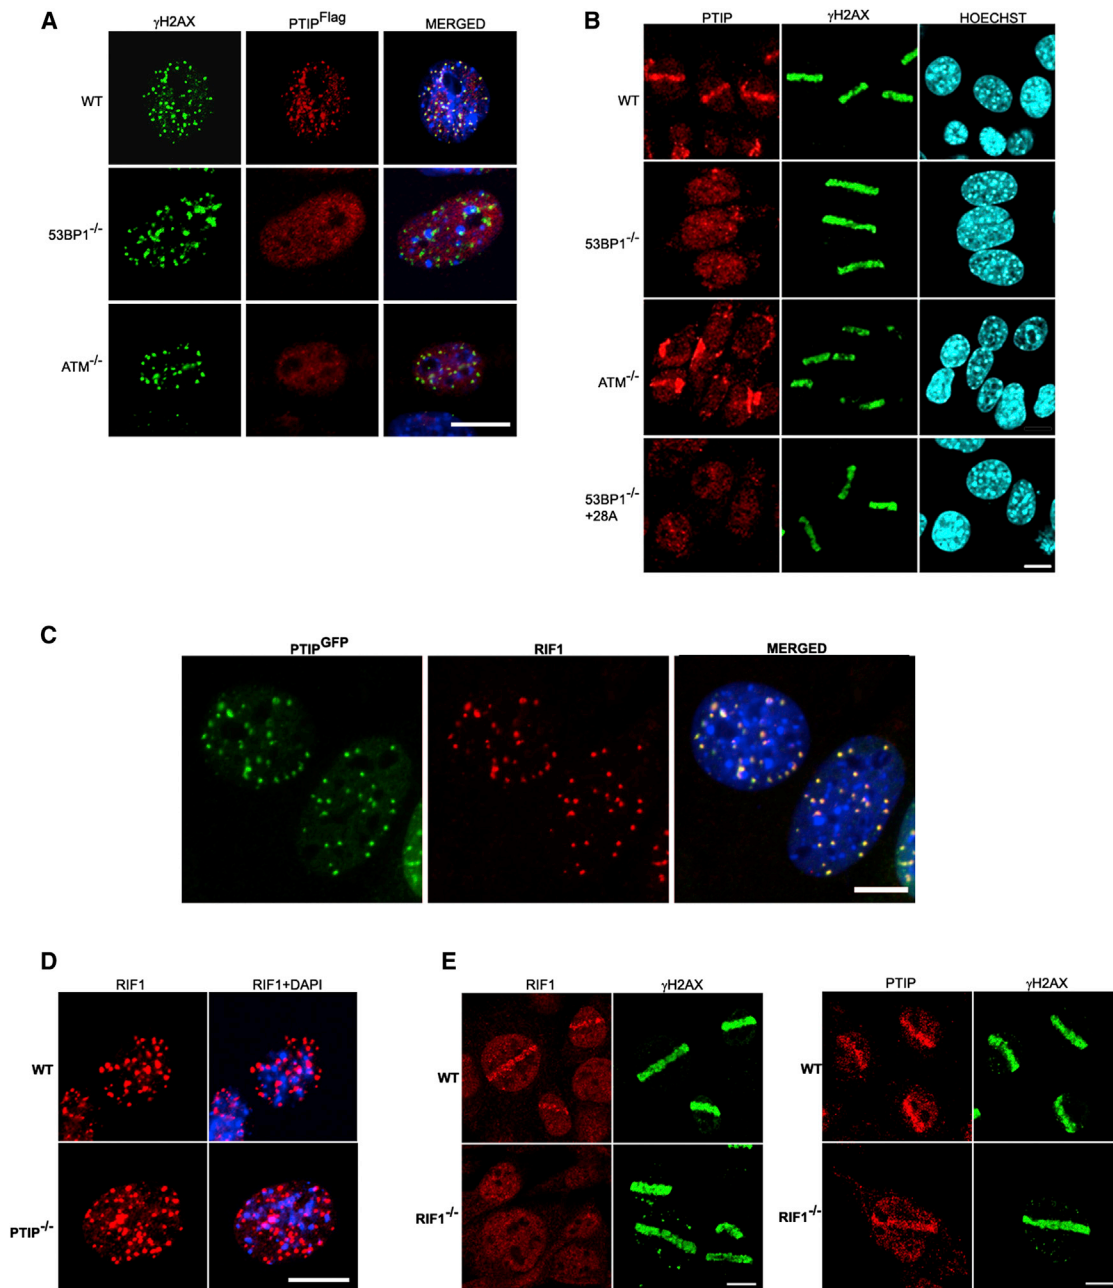 A
γH2AX PTIP^Flag MERGED
WT
53BP1^-/-
ATM^-/-
B
PTIP γH2AX HOECHST
WT
53BP1^-/-
ATM^-/-
53BP1^-/-
+28A
C
PTIP^GFP RIF1 MERGED
D
RIF1 RIF1+DAPI
WT
PTIP^-/-
E
RIF1 γH2AX PTIP γH2AX
WT WT
RIF1^-/- RIF1^-/-